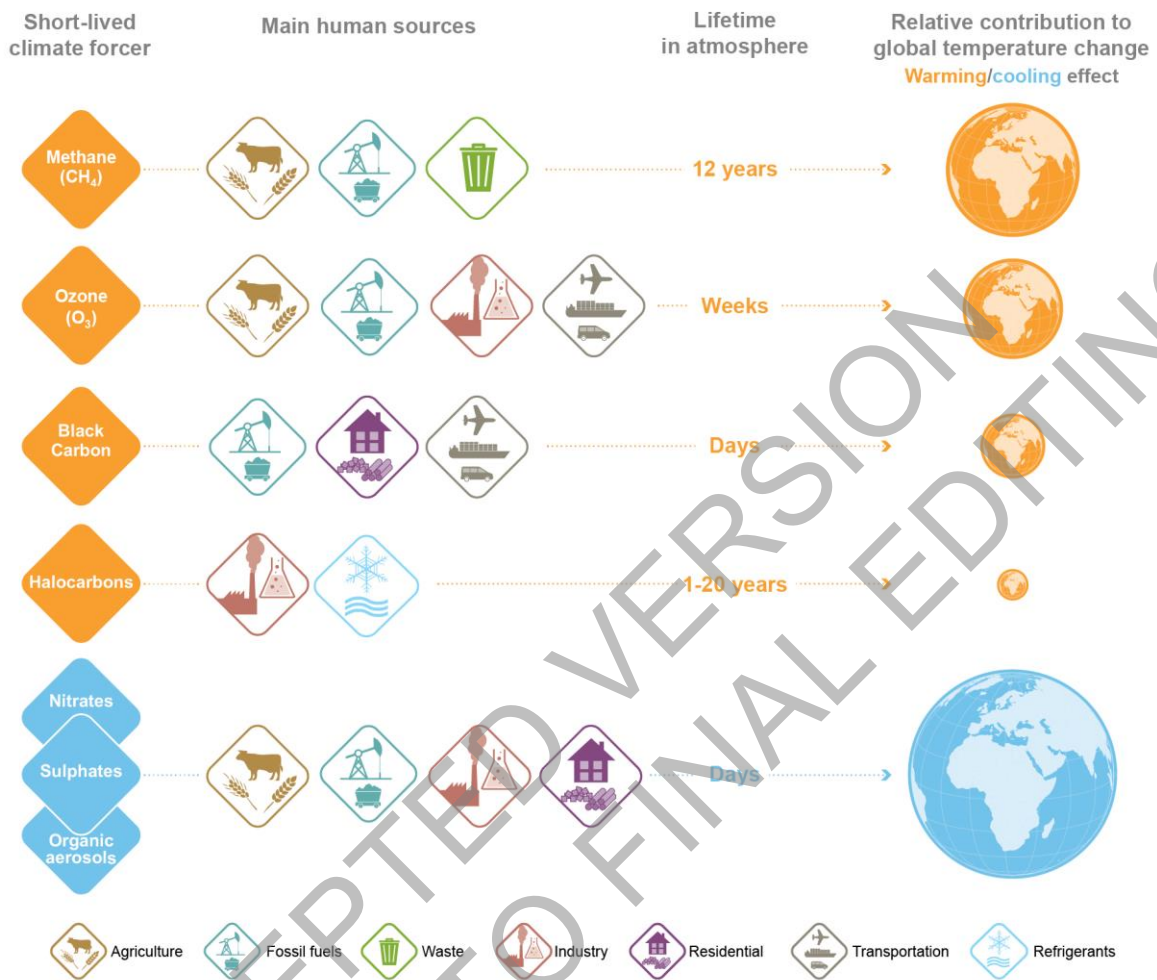 Short-lived
climate forcer
Main human sources
Lifetime
in atmosphere
Relative contribution to
global temperature change
Warming/cooling effect
Methane
(CH₄)
12 years
Ozone
(O₃)
Weeks
Black
Carbon
Days
Halocarbons
1-20 years
Nitrates
Sulphates
Organic
aerosols
Days
Agriculture
Fossil fuels
Waste
Industry
Residential
Transportation
Refrigerants
EPTED VERSION
TO FINAL EDITING